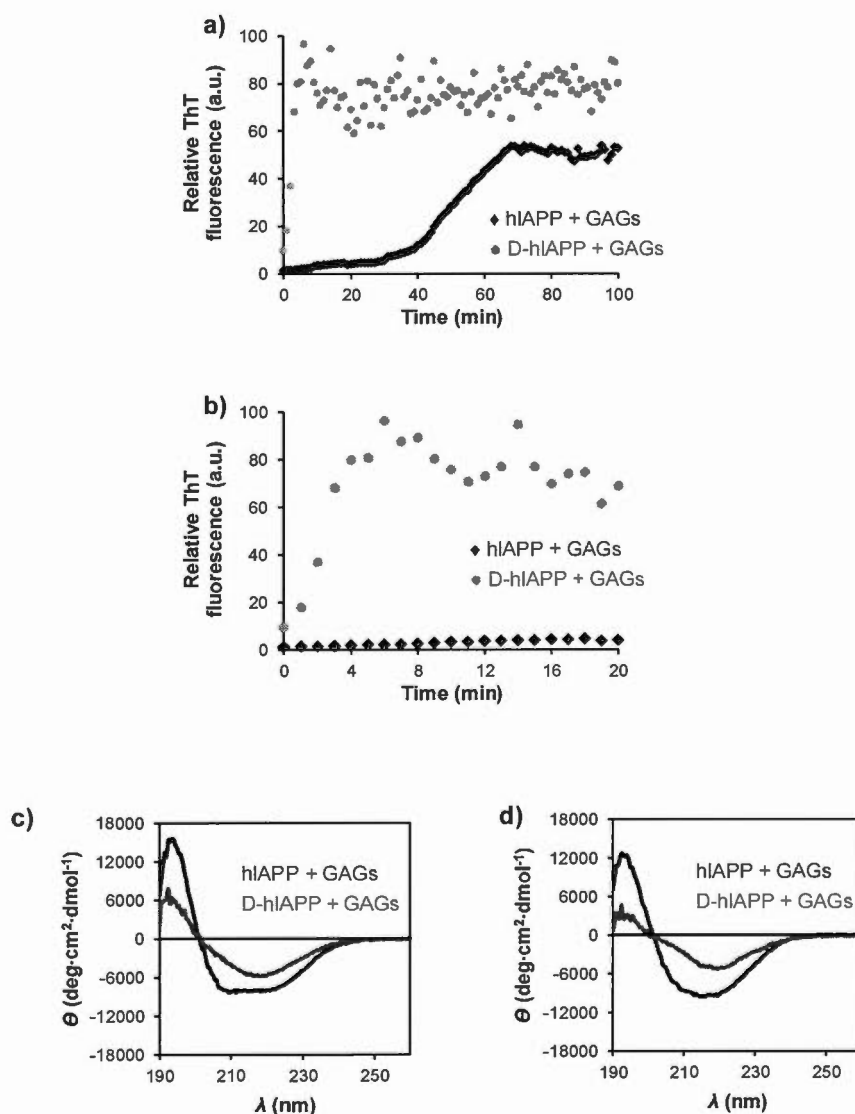 a)
Relative ThT
fluorescence (a.u.)
100
80
60
40
20
0
hIAPP + GAGs
D-hIAPP + GAGs
0 20 40 60 80 100
Time (min)
b)
Relative ThT
fluorescence (a.u.)
100
80
60
40
20
0
hIAPP + GAGs
D-hIAPP + GAGs
0 4 8 12 16 20
Time (min)
c)
Θ (deg·cm²·dmol⁻¹)
18000
12000
6000
0
-6000
-12000
-18000
hIAPP + GAGs
D-hIAPP + GAGs
190 210 230 250
λ (nm)
d)
Θ (deg·cm²·dmol⁻¹)
18000
12000
6000
0
-6000
-12000
-18000
hIAPP + GAGs
D-hIAPP + GAGs
190 210 230 250
λ (nm)